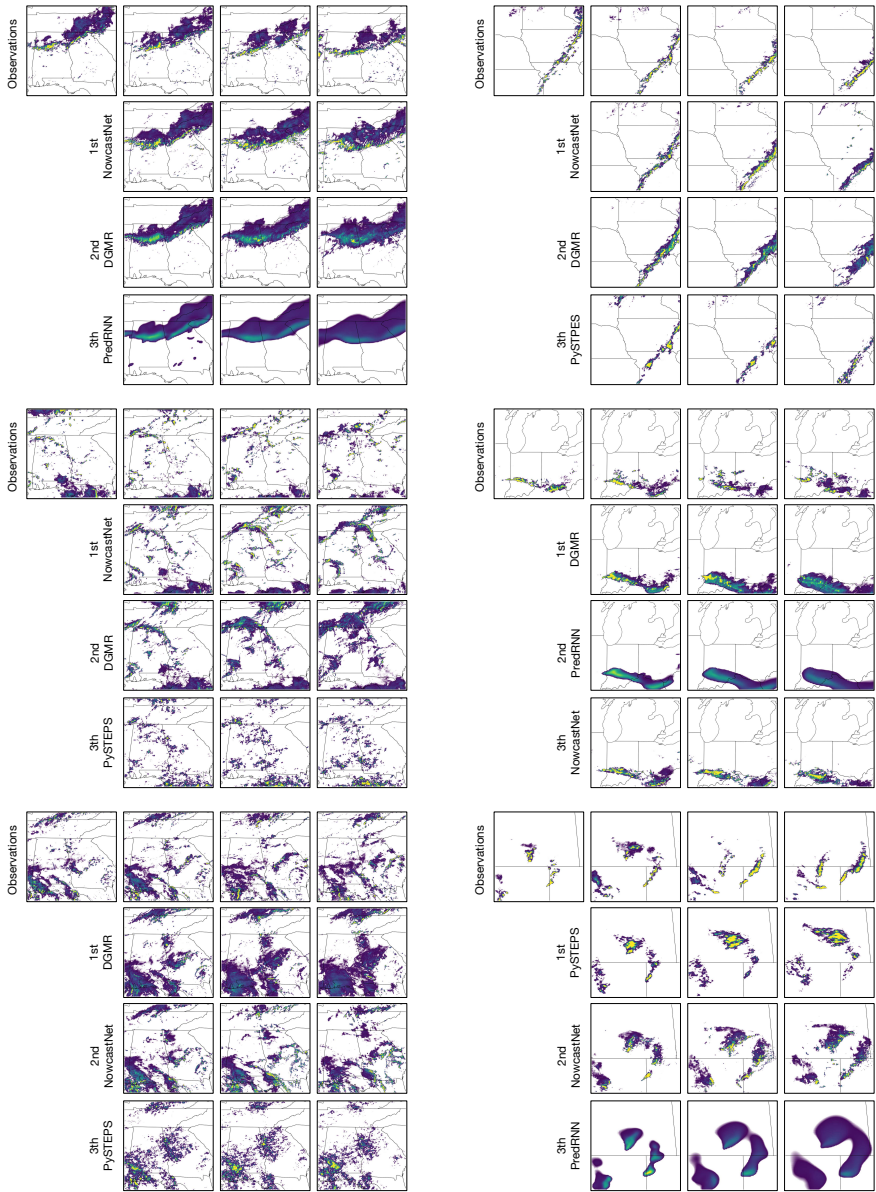 Observations
1st
NowcastNet
2nd
DGMR
3th
PredRNN
Observations
1st
NowcastNet
2nd
DGMR
3th
PySTPES
Observations
1st
NowcastNet
2nd
DGMR
3th
PySTEPS
Observations
1st
DGMR
2nd
PredRNN
3th
NowcastNet
Observations
1st
DGMR
2nd
NowcastNet
3th
PySTEPS
Observations
1st
PySTEPS
2nd
NowcastNet
3th
PredRNN